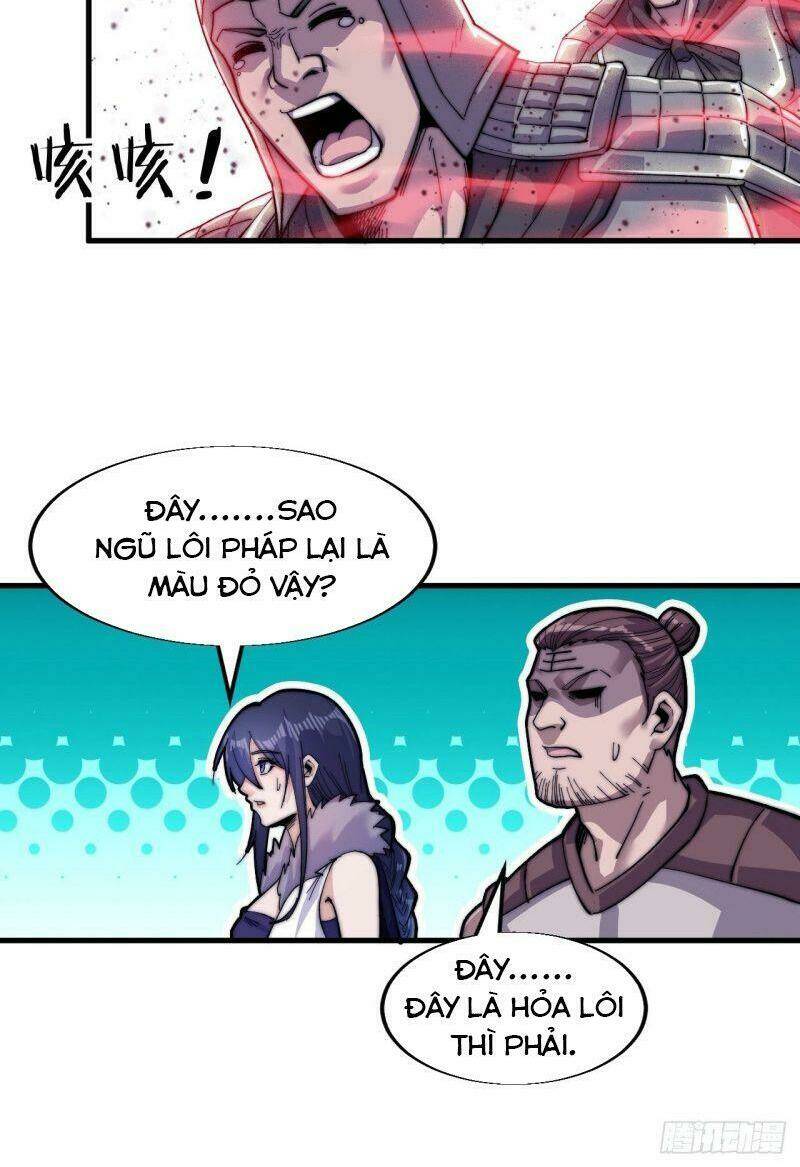 咳咳！
ĐÂY.......SAO
NGŨ LÔI PHÁP LẠI LÀ
MÀU ĐỎ VẬY?
ĐÂY......
ĐÂY LÀ HỎA LÔI
THÌ PHẢI.
腾讯动漫